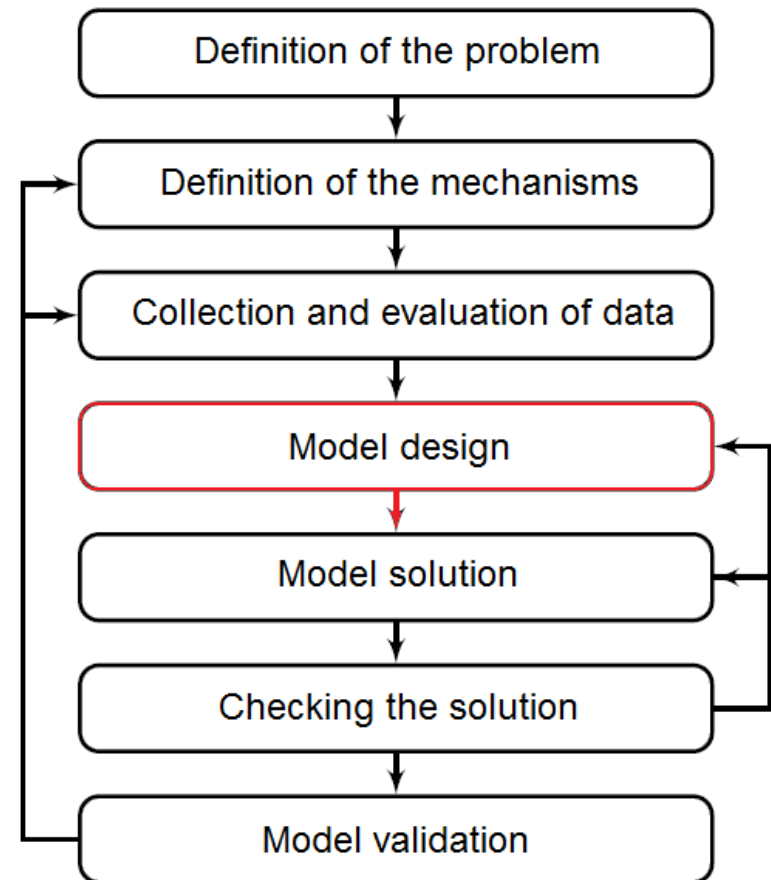 Definition of the problem
Definition of the mechanisms
Collection and evaluation of data
Model design
Model solution
Checking the solution
Model validation